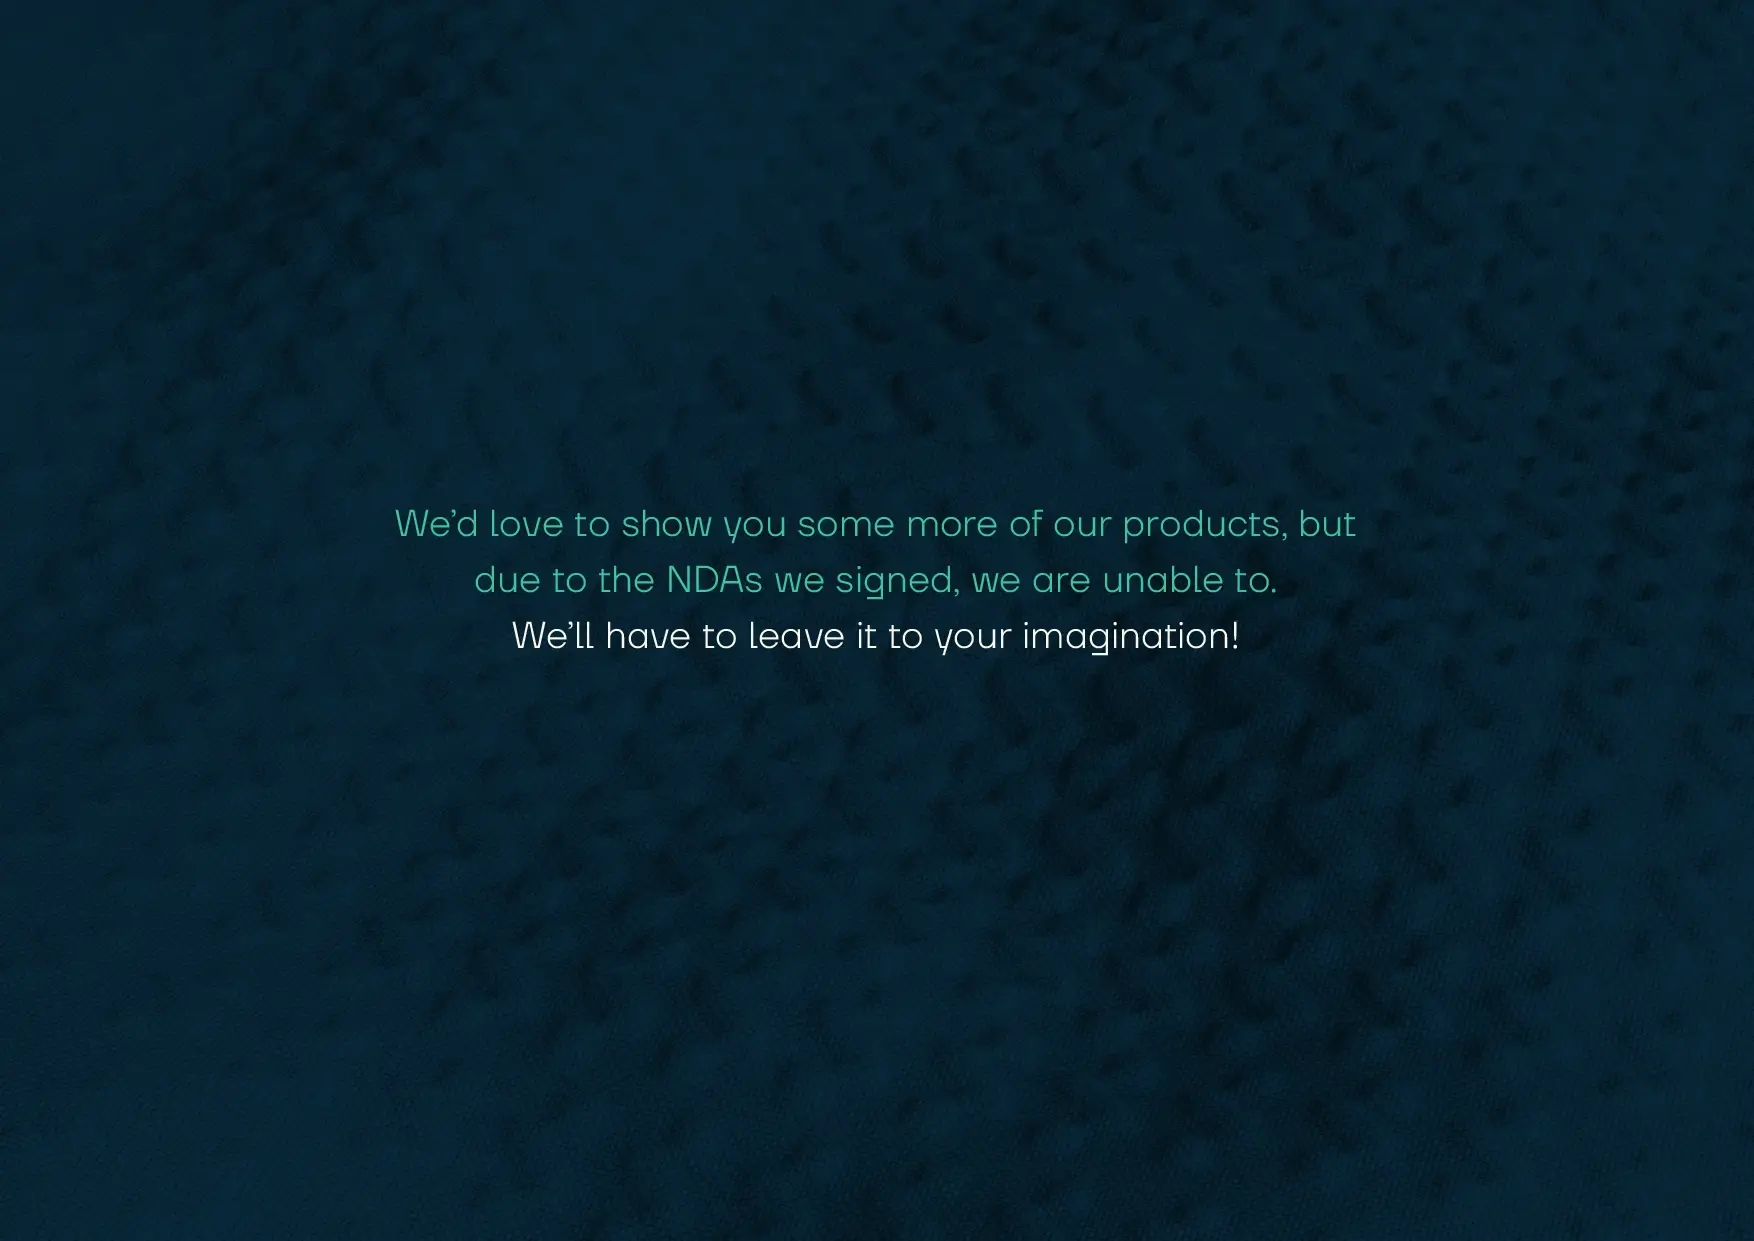 We’d love to show you some more of our products, but
due to the NDAs we signed, we are unable to.
We’ll have to leave it to your imagination!